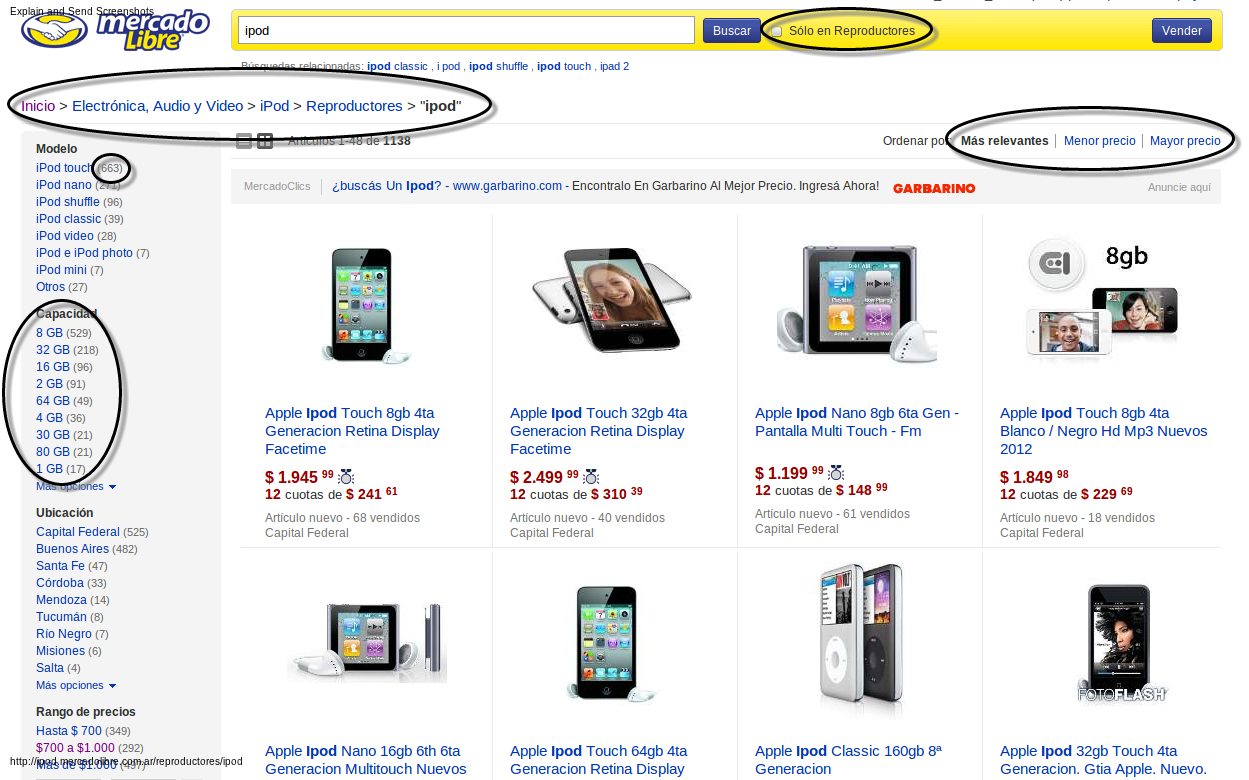 Explain and Send Screenshots
mercado
libre
ipod
Buscar
Sólo en Reproductores
Vender
Búsquedas relacionadas: ipod classic , i pod , ipod shuffle , ipod touch , ipad 2
Inicio > Electrónica, Audio y Video > iPod > Reproductores > "ipod"
Artículos 1-48 de 1138
Ordenar por
Más relevantes | Menor precio | Mayor precio
Modelo
iPod touch (663)
iPod nano (271)
iPod shuffle (96)
iPod classic (39)
iPod video (28)
iPod e iPod photo (7)
iPod mini (7)
Otros (27)
Capacidad
8 GB (529)
32 GB (218)
16 GB (96)
2 GB (91)
64 GB (49)
4 GB (36)
30 GB (21)
80 GB (21)
1 GB (17)
Más opciones
Ubicación
Capital Federal (525)
Buenos Aires (482)
Santa Fe (47)
Córdoba (33)
Mendoza (14)
Tucumán (8)
Río Negro (7)
Misiones (6)
Salta (4)
Más opciones
Rango de precios
Hasta $ 700 (349)
$700 a $1.000 (292)
Más de $1.000 (497)
http://ipod.mercadolibre.com.ar/reproductores/ipod
MercadoClics
¿buscás Un Ipod? - www.garbarino.com - Encontralo En Garbarino Al Mejor Precio. Ingresá Ahora!
GARBARINO
Anuncie aquí
Apple Ipod Touch 8gb 4ta
Generacion Retina Display
Facetime
$ 1.945 99
12 cuotas de $ 241 61
Artículo nuevo - 68 vendidos
Capital Federal
Apple Ipod Touch 32gb 4ta
Generacion Retina Display
Facetime
$ 2.499 99
12 cuotas de $ 310 39
Artículo nuevo - 40 vendidos
Capital Federal
Apple Ipod Nano 8gb 6ta Gen -
Pantalla Multi Touch - Fm
$ 1.199 99
12 cuotas de $ 148 99
Artículo nuevo - 61 vendidos
Capital Federal
8gb
Apple Ipod Touch 8gb 4ta
Blanco / Negro Hd Mp3 Nuevos
2012
$ 1.849 98
12 cuotas de $ 229 69
Artículo nuevo - 18 vendidos
Capital Federal
Apple Ipod Nano 16gb 6th 6ta
Generacion Multitouch Nuevos
Apple Ipod Touch 64gb 4ta
Generacion Retina Display
Apple Ipod Classic 160gb 8ª
Generacion
FOTOFLASH
Apple Ipod 32gb Touch 4ta
Generacion. Gtia Apple. Nuevo.